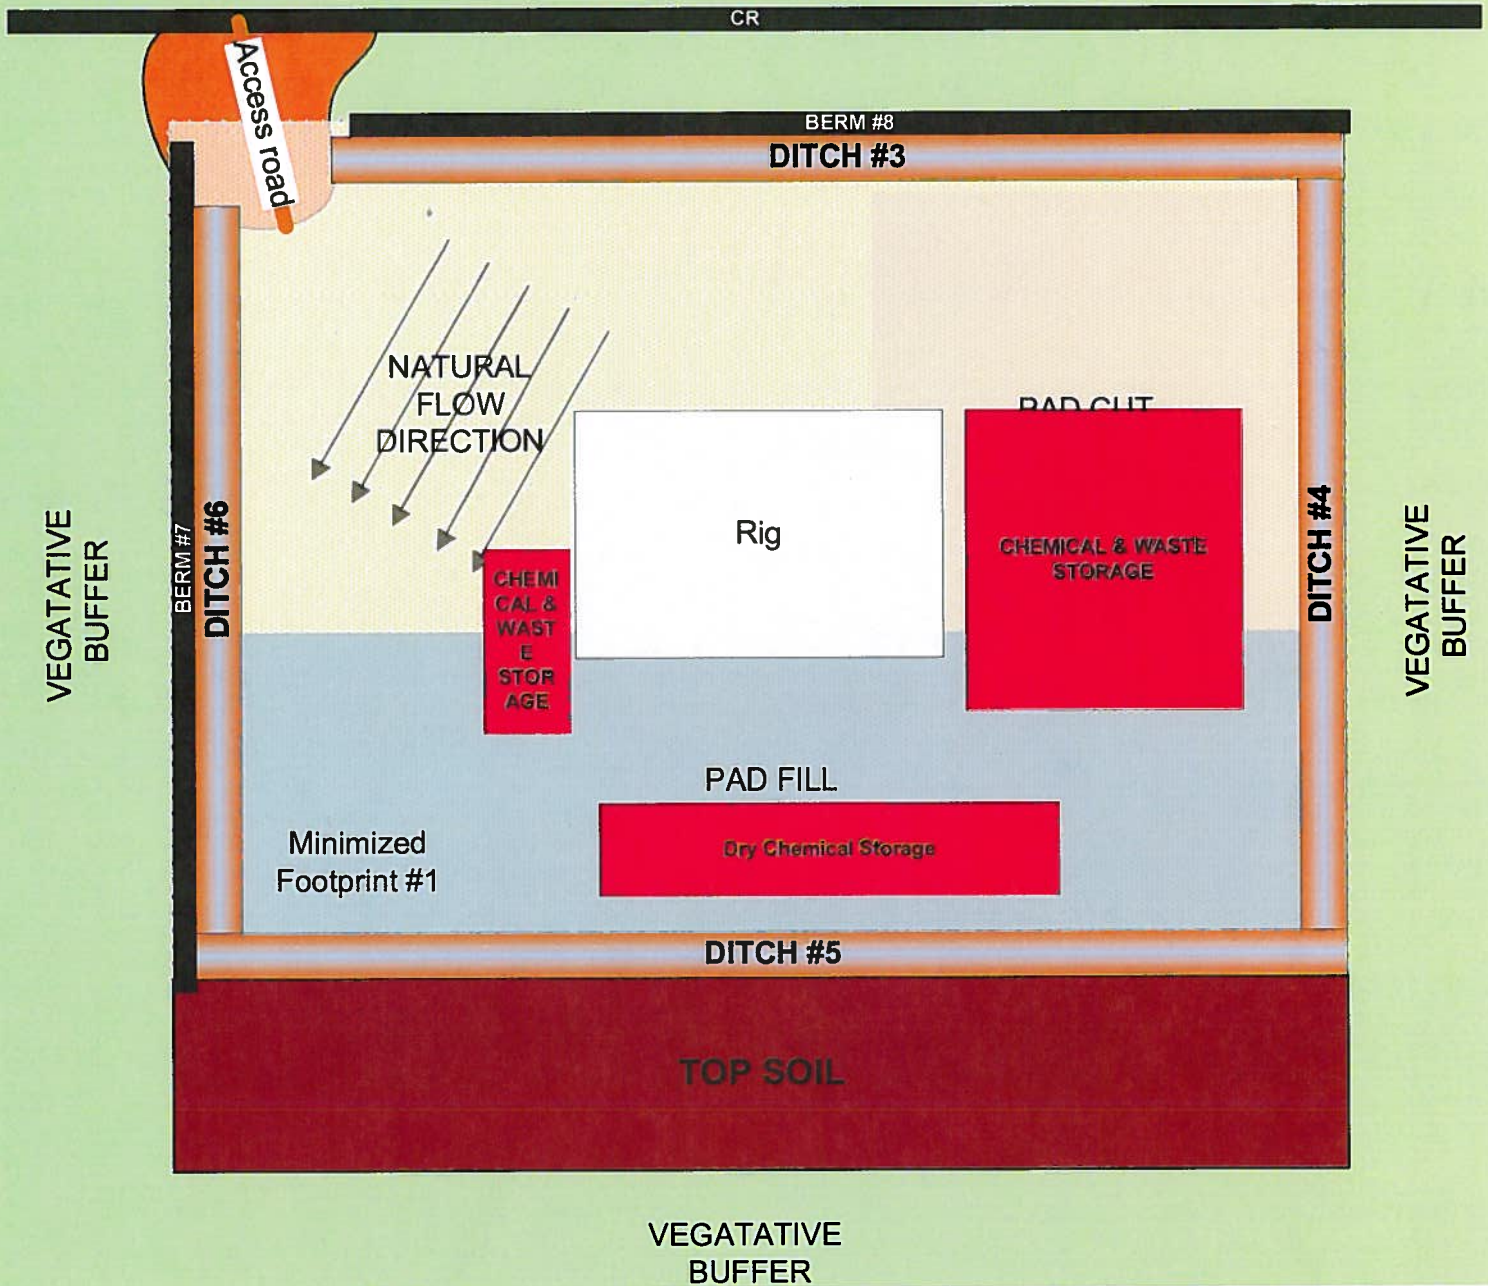 CR
Access road
BERM #8
DITCH #3
NATURAL
FLOW
DIRECTION
PAD CUT
Rig
CHEMICAL & WASTE
STORAGE
CHEMI
CAL &
WAST
E
STOR
AGE
VEGATATIVE
BUFFER
BERM #7
DITCH #6
DITCH #4
VEGATATIVE
BUFFER
PAD FILL
Dry Chemical Storage
Minimized
Footprint #1
DITCH #5
TOP SOIL
VEGATATIVE
BUFFER